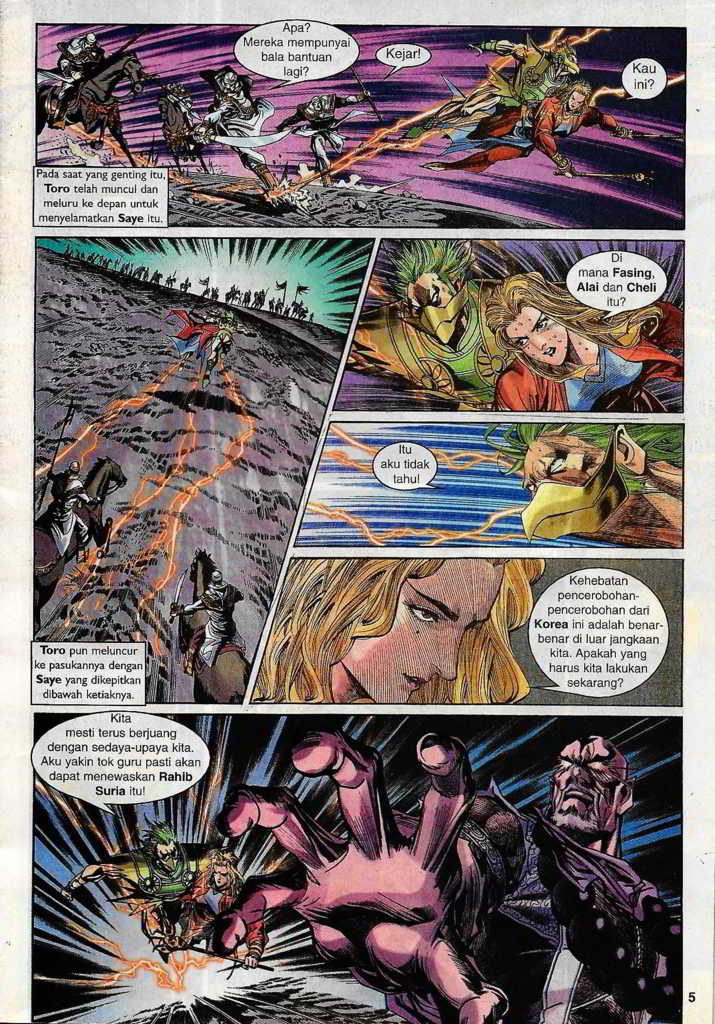 Apa?
Mereka mempunyai
bala bantuan
lagi?
Kejar!
Kau
ini?
Pada saat yang genting itu,
Toro telah muncul dan
meluru ke depan untuk
menyelamatkan Saye itu.
Di
mana Fasing,
Alai dan Cheli
itu?
Itu
aku tidak
tahu!
Toro pun meluncur
ke pasukannya dengan
Saye yang dikepitkan
dibawah ketiaknya.
Kehebatan
pencerobohan-
pencerobohan dari
Korea ini adalah benar-
benar di luar jangkaan
kita. Apakah yang
harus kita lakukan
sekarang?
Kita
mesti terus berjuang
dengan sedaya-upaya kita.
Aku yakin tok guru pasti akan
dapat menewaskan Rahib
Suria itu!
5